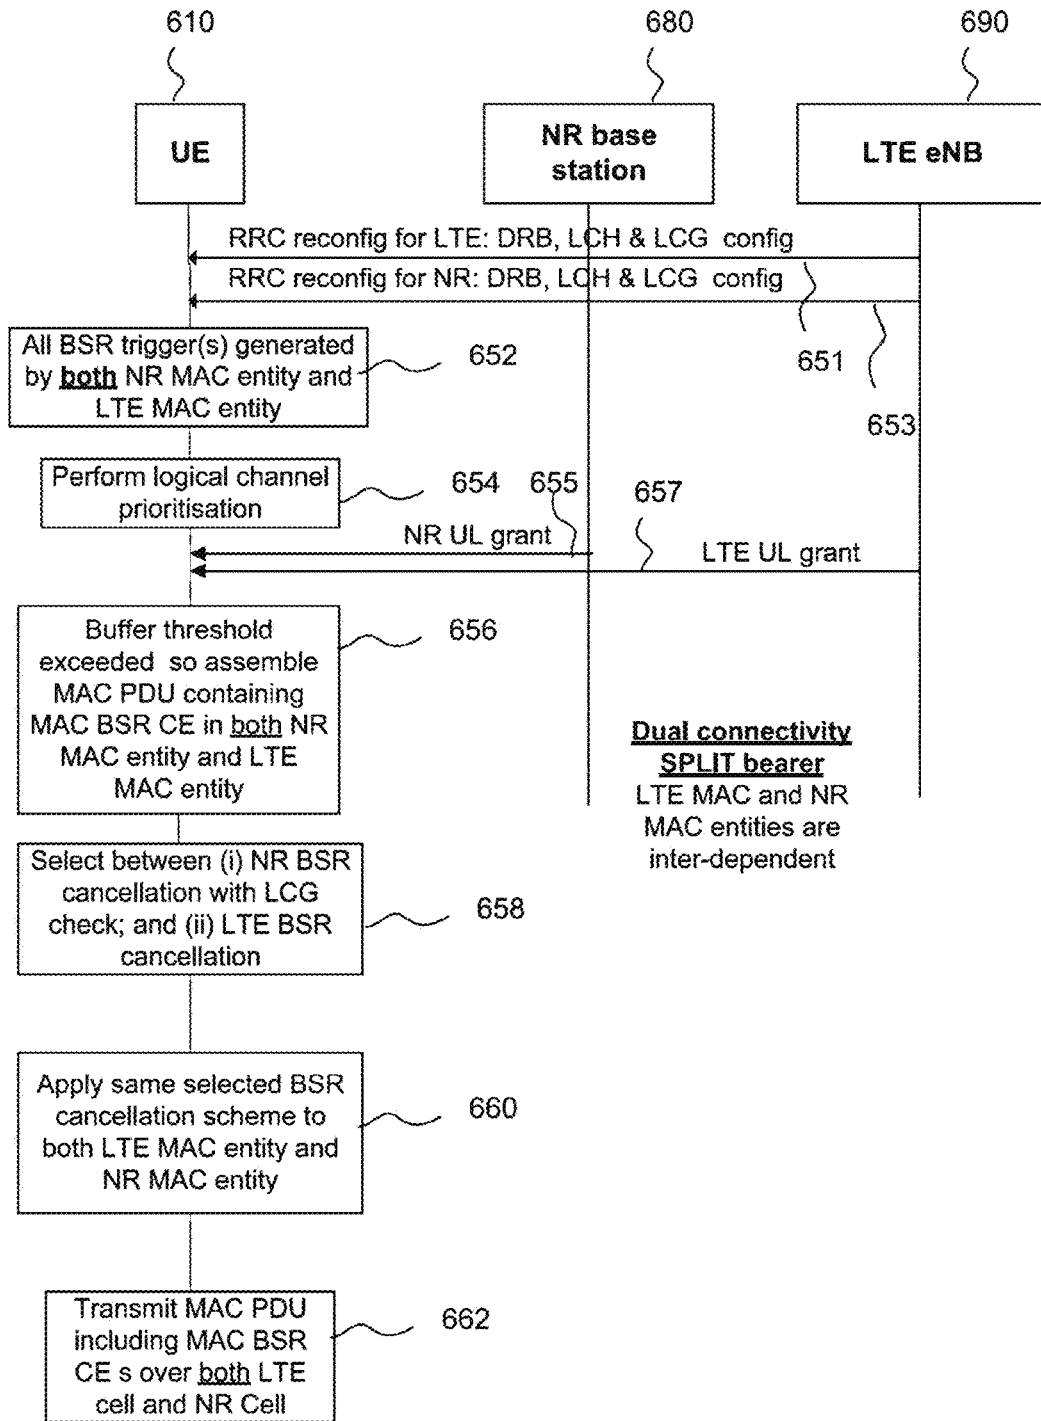 610
680
690
UE
NR base
station
LTE eNB
RRC reconfig for LTE: DRB, LCH & LCG config
RRC reconfig for NR: DRB, LCH & LCG config
651
653
All BSR trigger(s) generated
by both NR MAC entity and
LTE MAC entity
652
Perform logical channel
prioritisation
654
655
657
NR UL grant
LTE UL grant
Buffer threshold
exceeded so assemble
MAC PDU containing
MAC BSR CE in both NR
MAC entity and LTE
MAC entity
656
Dual connectivity
SPLIT bearer
LTE MAC and NR
MAC entities are
inter-dependent
Select between (i) NR BSR
cancellation with LCG
check; and (ii) LTE BSR
cancellation
658
Apply same selected BSR
cancellation scheme to
both LTE MAC entity and
NR MAC entity
660
Transmit MAC PDU
including MAC BSR
CE s over both LTE
cell and NR Cell
662